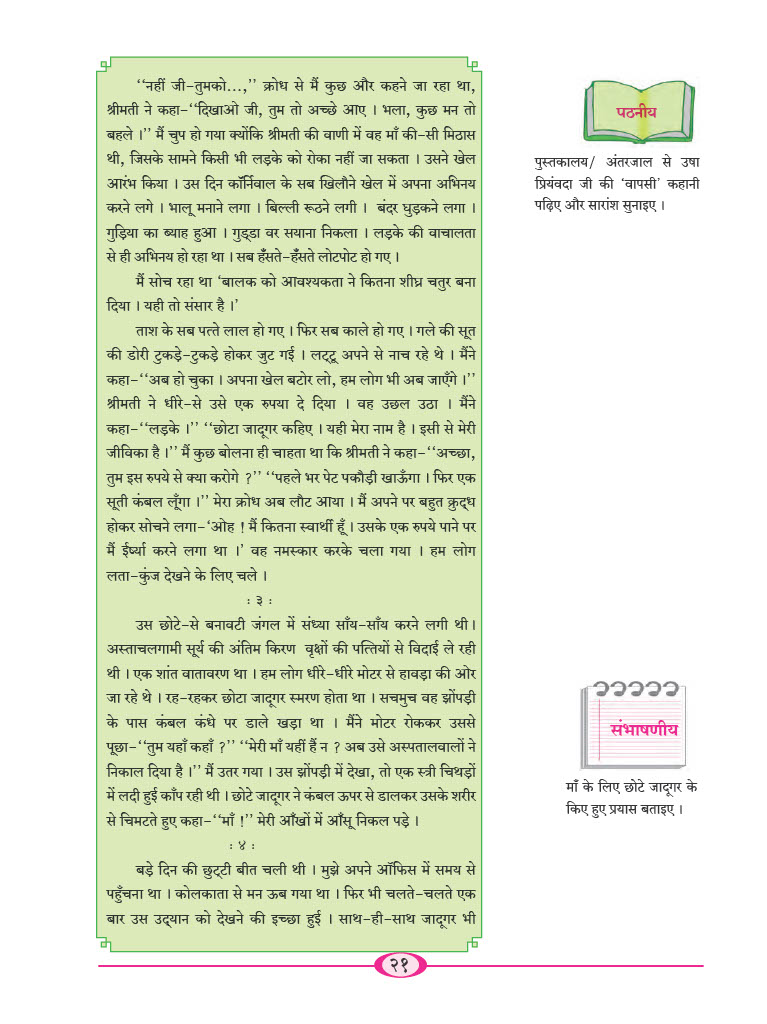 ‘‘नहीं जी-तुमको...,’’ क्रोध से मैं कुछ और कहने जा रहा था,
श्रीमती ने कहा-‘‘दिखाओ जी, तुम तो अच्छे आए । भला, कुछ मन तो
बहले ।’’ मैं चुप हो गया क्योंकि श्रीमती की वाणी में वह माँ की-सी मिठास
थी, जिसके सामने किसी भी लड़के को रोका नहीं जा सकता । उसने खेल
आरंभ किया । उस दिन कॉर्निवाल के सब खिलौने खेल में अपना अभिनय
करने लगे । भालू मनाने लगा । बिल्ली रूठने लगी । बंदर घुड़कने लगा ।
गुड़िया का ब्याह हुआ । गुड्डा वर सयाना निकला । लड़के की वाचालता
से ही अभिनय हो रहा था । सब हँसते-हँसते लोटपोट हो गए ।
मैं सोच रहा था ‘बालक को आवश्यकता ने कितना शीघ्र चतुर बना
दिया । यही तो संसार है ।’
ताश के सब पत्ते लाल हो गए । फिर सब काले हो गए । गले की सूत
की डोरी टुकड़े-टुकड़े होकर जुट गई । लट्टू अपने से नाच रहे थे । मैंने
कहा-‘‘अब हो चुका । अपना खेल बटोर लो, हम लोग भी अब जाएँगे ।’’
श्रीमती ने धीरे-से उसे एक रुपया दे दिया । वह उछल उठा । मैंने
कहा-‘‘लड़के ।’’ ‘‘छोटा जादूगर कहिए । यही मेरा नाम है । इसी से मेरी
जीविका है ।’’ मैं कुछ बोलना ही चाहता था कि श्रीमती ने कहा-‘‘अच्छा,
तुम इस रुपये से क्या करोगे ?’’ ‘‘पहले भर पेट पकौड़ी खाऊँगा । फिर एक
सूती कंबल लूँगा ।’’ मेरा क्रोध अब लौट आया । मैं अपने पर बहुत क्रुद्ध
होकर सोचने लगा-‘ओह ! मैं कितना स्वार्थी हूँ । उसके एक रुपये पाने पर
मैं ईर्ष्या करने लगा था ।’ वह नमस्कार करके चला गया । हम लोग
लता-कुंज देखने के लिए चले ।
: ३ :
उस छोटे-से बनावटी जंगल में संध्या साँय-साँय करने लगी थी ।
अस्ताचलगामी सूर्य की अंतिम किरण वृक्षों की पत्तियों से विदाई ले रही
थी । एक शांत वातावरण था । हम लोग धीरे-धीरे मोटर से हावड़ा की ओर
जा रहे थे । रह-रहकर छोटा जादूगर स्मरण होता था । सचमुच वह झोंपड़ी
के पास कंबल कंधे पर डाले खड़ा था । मैंने मोटर रोककर उससे
पूछा-‘‘तुम यहाँ कहाँ ?’’ ‘‘मेरी माँ यहीं हैं न ? अब उसे अस्पतालवालों ने
निकाल दिया है ।’’ मैं उतर गया । उस झोंपड़ी में देखा, तो एक स्त्री चिथड़ों
में लदी हुई काँप रही थी । छोटे जादूगर ने कंबल ऊपर से डालकर उसके शरीर
से चिमटते हुए कहा-‘‘माँ !’’ मेरी आँखों में आँसू निकल पड़े ।
: ४ :
बड़े दिन की छुट्टी बीत चली थी । मुझे अपने ऑफिस में समय से
पहुँचना था । कोलकाता से मन ऊब गया था । फिर भी चलते-चलते एक
बार उस उद्यान को देखने की इच्छा हुई । साथ-ही-साथ जादूगर भी
पठनीय
पुस्तकालय/ अंतरजाल से उषा
प्रियंवदा जी की ‘वापसी’ कहानी
पढ़िए और सारांश सुनाइए ।
संभाषणीय
माँ के लिए छोटे जादूगर के
किए हुए प्रयास बताइए ।
२१